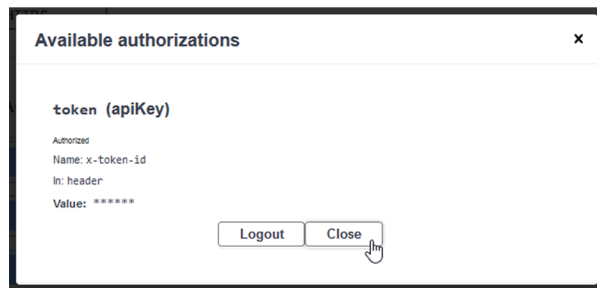 Available authorizations
×
token (apiKey)
Authorized
Name: x-token-id
In: header
Value: ******
Logout
Close